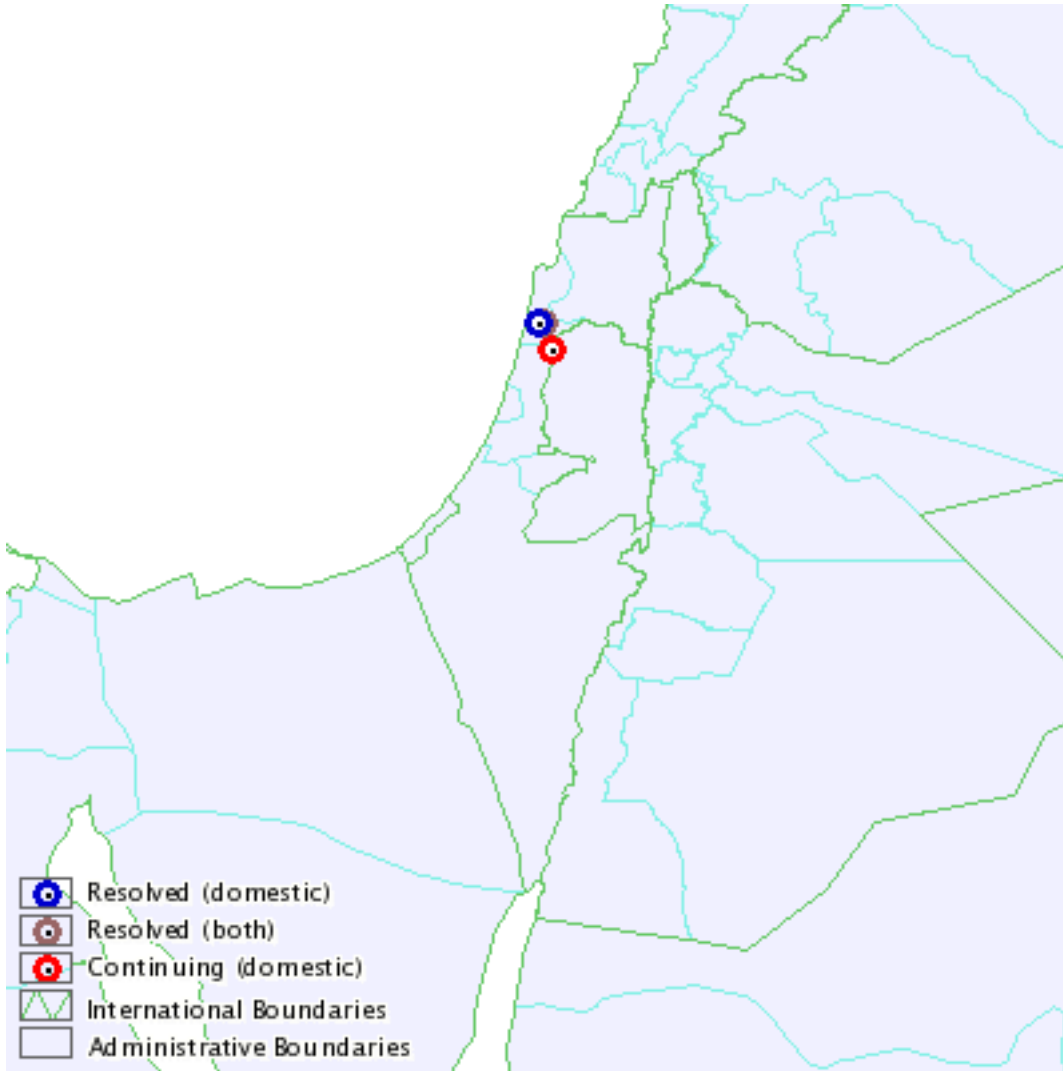 Resolved (domestic)
Resolved (both)
Continuing (domestic)
International Boundaries
Administrative Boundaries